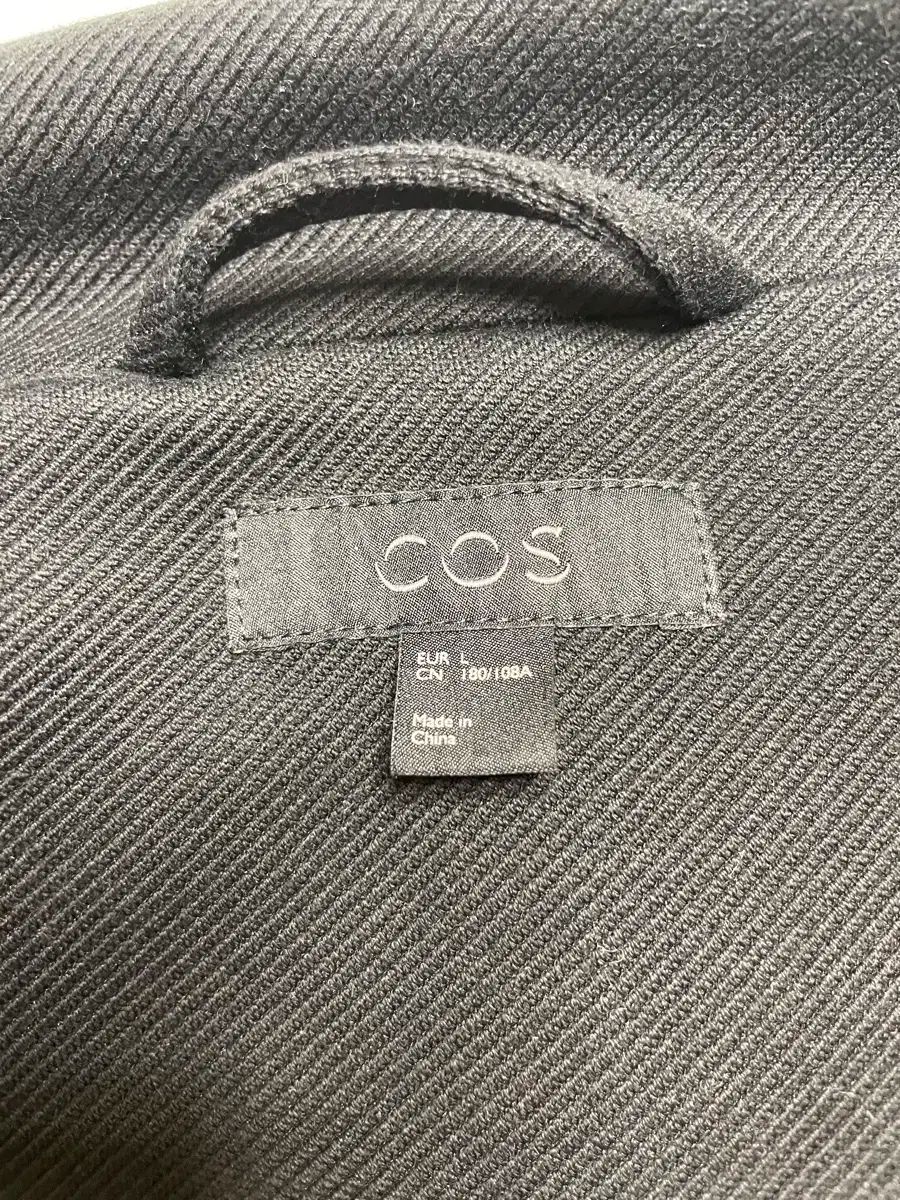 COS
EUR L
CN 180/108A
Made in
China